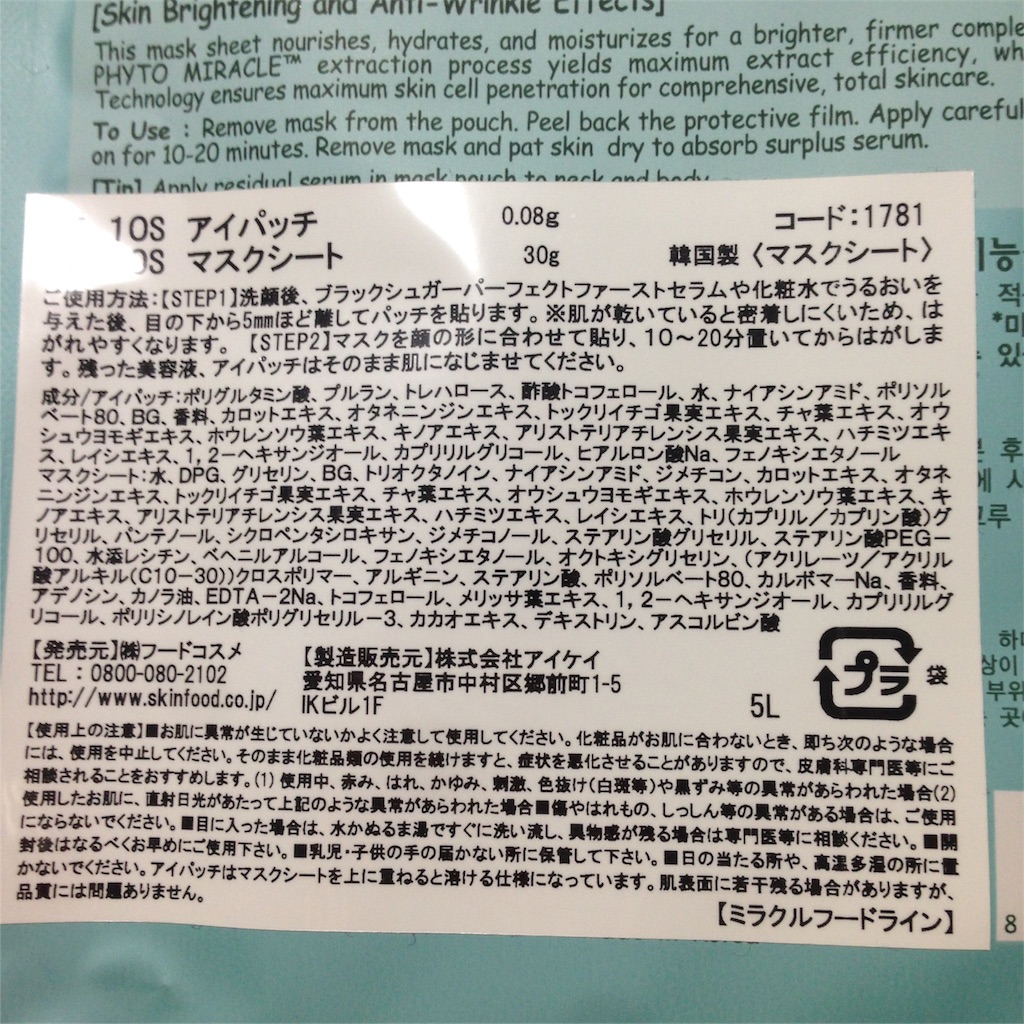 [Skin Brightening and Anti-Wrinkle Effects]
This mask sheet nourishes, hydrates, and moisturizes for a brighter, firmer
PHYTO MIRACLE™ extraction process yields maximum extract efficiency,
Technology ensures maximum skin cell penetration for comprehensive, total skincare.
To Use : Remove mask from the pouch. Peel back the protective film. Apply
on for 10-20 minutes. Remove mask and pat skin dry to absorb surplus serum.
[Tip] Apply residual serum in mask pouch to neck and body.
10S アイパッチ 0.08g コード:1781
0S マスクシート 30g 韓国製〈マスクシート〉
ご使用方法:【STEP1】洗顔後、ブラックシュガーパーフェクトファーストセラムや化粧水でうるおいを
与えた後、目の下から5mmほど離してパッチを貼ります。※肌が乾いていると密着しにくいため、は
がれやすくなります。【STEP2】マスクを顔の形に合わせて貼り、10〜20分置いてからはがしま
す。残った美容液、アイパッチはそのまま肌になじませてください。
成分/アイパッチ:ポリグルタミン酸、プルラン、トレハロース、酢酸トコフェロール、水、ナイアシンアミド、ポリソル
ベート80、BG、香料、カロットエキス、オタネニンジンエキス、トックリイチゴ果実エキス、チャ葉エキス、オウ
シュウヨモギエキス、ホウレンソウ葉エキス、キノアエキス、アリストテリアチレンシス果実エキス、ハチミツエキ
ス、レイシエキス、1,2-ヘキサンジオール、カプリリルグリコール、ヒアルロン酸Na、フェノキシエタノール
マスクシート:水、DPG、グリセリン、BG、トリオクタノイン、ナイアシンアミド、ジメチコン、カロットエキス、オタネ
ニンジンエキス、トックリイチゴ果実エキス、チャ葉エキス、オウシュウヨモギエキス、ホウレンソウ葉エキス、キ
ノアエキス、アリストテリアチレンシス果実エキス、ハチミツエキス、レイシエキス、トリ(カプリル/カプリン酸)グ
リセリル、パンテノール、シクロペンタシロキサン、ジメチコノール、ステアリン酸グリセリル、ステアリン酸PEG-
100、水添レシチン、ベヘニルアルコール、フェノキシエタノール、オクトキシグリセリン、(アクリレーツ/アクリル
酸アルキル(C10-30))クロスポリマー、アルギニン、ステアリン酸、ポリソルベート80、カルボマーNa、香料、
アデノシン、カノラ油、EDTA-2Na、トコフェロール、メリッサ葉エキス、1,2-ヘキサンジオール、カプリリルグ
リコール、ポリリシノレイン酸ポリグリセリル-3、カカオエキス、デキストリン、アスコルビン酸
【発売元】㈱フードコスメ
TEL : 0800-080-2102
http://www.skinfood.co.jp/
【製造販売元】株式会社アイケイ
愛知県名古屋市中村区郷前町1-5
IKビル1F
5L
プラ
袋
【使用上の注意】■お肌に異常が生じていないかよく注意して使用してください。化粧品がお肌に合わないとき、即ち次のような場合
には、使用を中止してください。そのまま化粧品類の使用を続けますと、症状を悪化させることがありますので、皮膚科専門医等にご
相談されることをおすすめします。(1)使用中、赤み、はれ、かゆみ、刺激、色抜け(白斑等)や黒ずみ等の異常があらわれた場合(2)
使用したお肌に、直射日光があたって上記のような異常があらわれた場合■傷やはれもの、しっしん等の異常がある場合は、ご使用
にならないでください。■目に入った場合は、水かぬるま湯ですぐに洗い流し、異物感が残る場合は専門医等に相談ください。■開
封後はなるべくお早めにご使用下さい。■乳児・子供の手の届かない所に保管して下さい。■日の当たる所や、高温多湿の所に置
かないでください。アイパッチはマスクシートを上に重ねると溶ける仕様になっています。肌表面に若干残る場合がありますが、
品質には問題ありません。
【ミラクルフードライン】
8